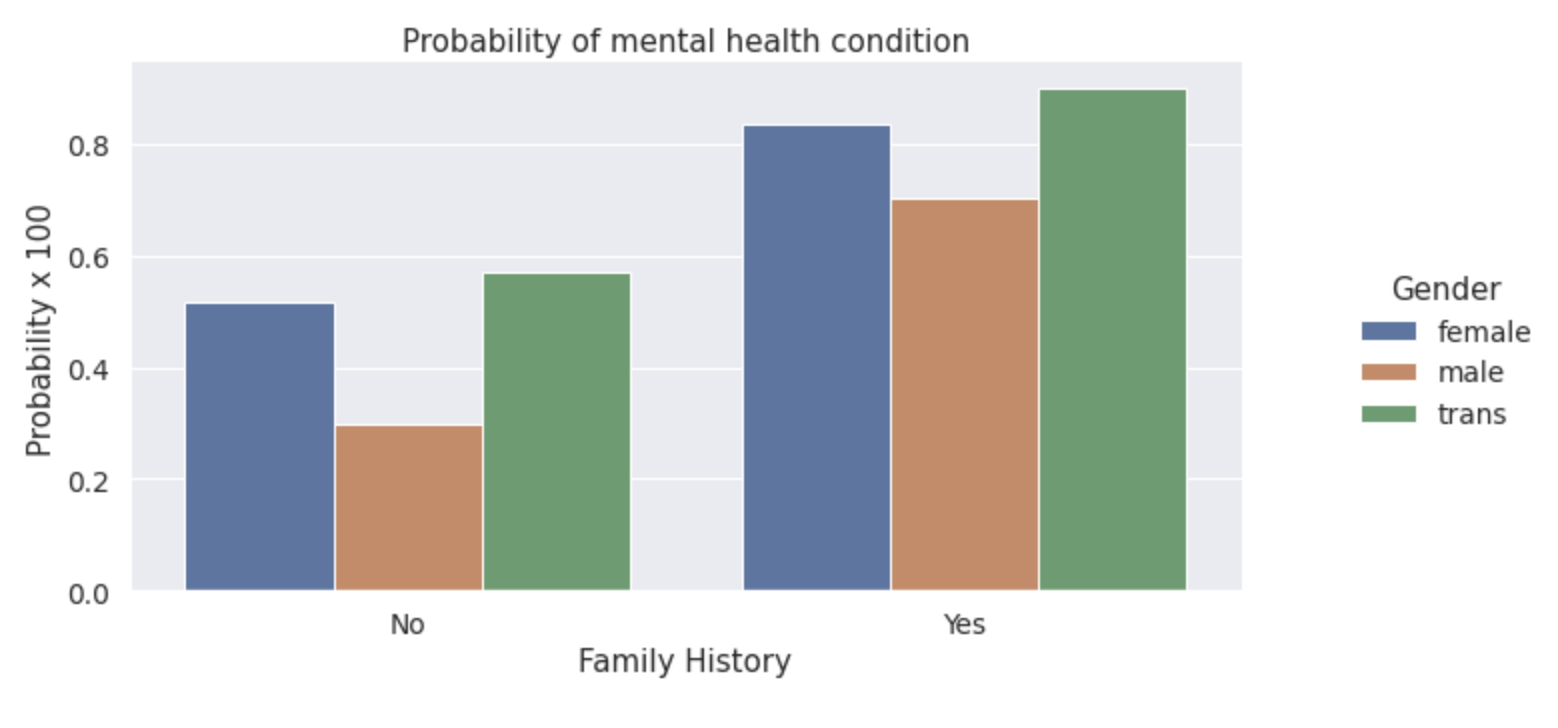 Probability of mental health condition
Probability x 100
0.8
0.6
0.4
0.2
0.0
No
Yes
Family History
Gender
female
male
trans